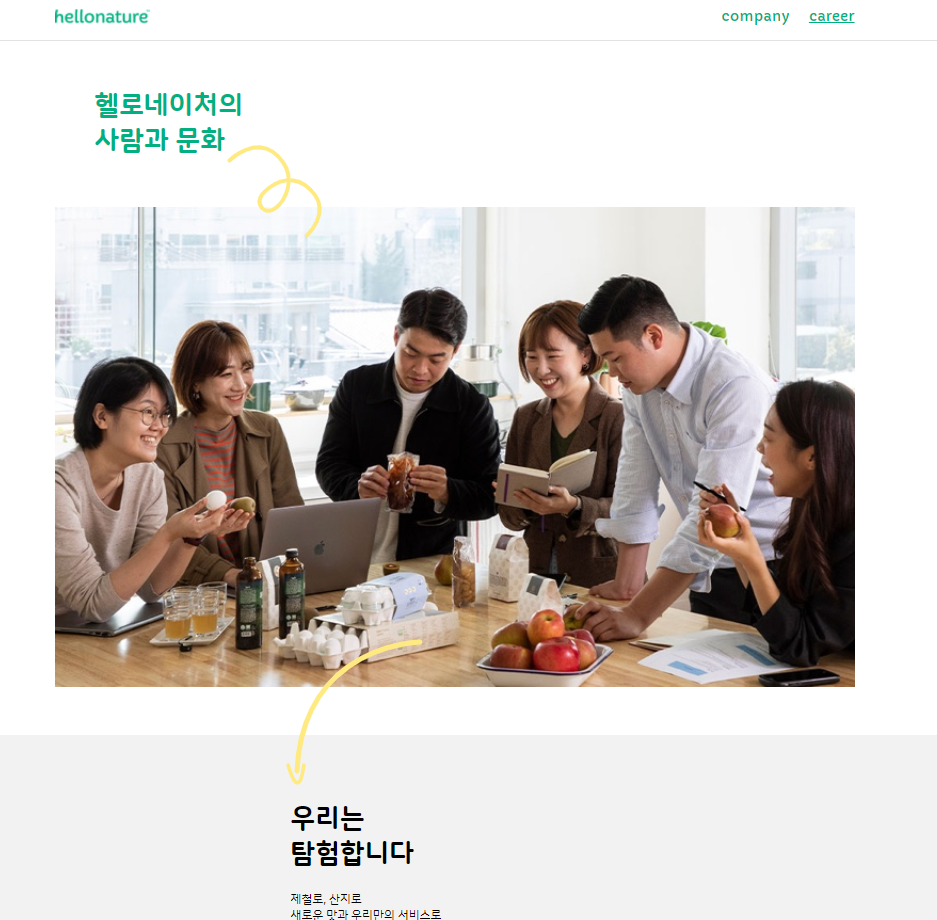 hellonature
company career
헬로네이처의
사람과 문화
우리는
탐험합니다
제철로, 산지로
새로운 맛과 우리만의 서비스로